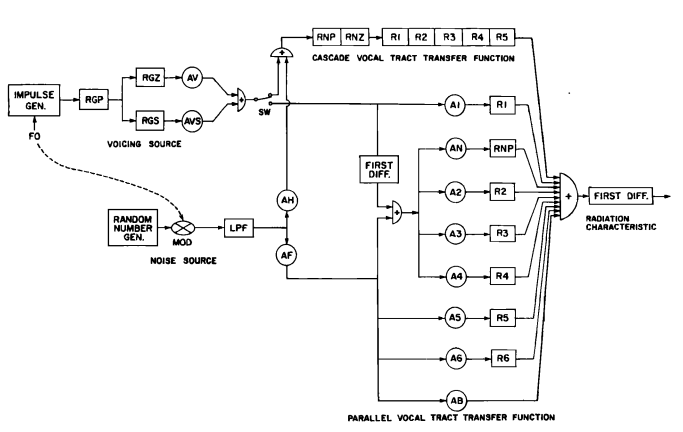 RNP RNZ R1 R2 R3 R4 R5
CASCADE VOCAL TRACT TRANSFER FUNCTION
IMPULSE
GEN.
RGP
RGZ
AV
RGS
AVS
+
+
SW
F0
VOICING SOURCE
A1
R1
FIRST
DIFF.
AN
RNP
A2
R2
+
FIRST DIFF.
RADIATION
CHARACTERISTIC
AH
+
A3
R3
RANDOM
NUMBER
GEN.
MOD
LPF
NOISE SOURCE
AF
A4
R4
A5
R5
A6
R6
AB
PARALLEL VOCAL TRACT TRANSFER FUNCTION